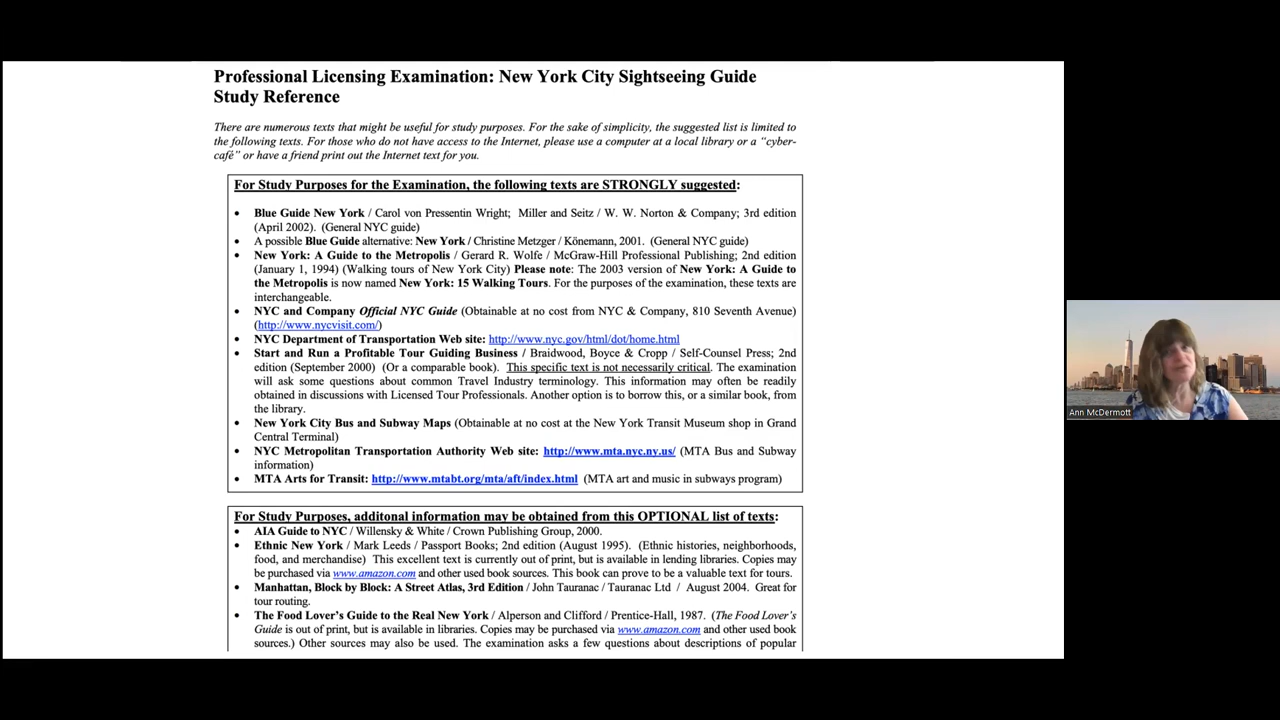 Professional Licensing Examination: New York City Sightseeing Guide
Study Reference
There are numerous texts that might be useful for study purposes. For the sake of simplicity, the suggested list is limited to
the following texts. For those who do not have access to the Internet, please use a computer at a local library or a “cyber-
café” or have a friend print out the Internet text for you.
For Study Purposes for the Examination, the following texts are STRONGLY suggested:
• Blue Guide New York / Carol von Pressentin Wright; Miller and Seitz / W. W. Norton & Company; 3rd edition
(April 2002). (General NYC guide)
• A possible Blue Guide alternative: New York / Christine Metzger / Könemann, 2001. (General NYC guide)
• New York: A Guide to the Metropolis / Gerard R. Wolfe / McGraw-Hill Professional Publishing; 2nd edition
(January 1, 1994) (Walking tours of New York City) Please note: The 2003 version of New York: A Guide to
the Metropolis is now named New York: 15 Walking Tours. For the purposes of the examination, these texts are
interchangeable.
• NYC and Company Official NYC Guide (Obtainable at no cost from NYC & Company, 810 Seventh Avenue)
(http://www.nycvisit.com/)
• NYC Department of Transportation Web site: http://www.nyc.gov/html/dot/home.html
• Start and Run a Profitable Tour Guiding Business / Braidwood, Boyce & Cropp / Self-Counsel Press; 2nd
edition (September 2000) (Or a comparable book). This specific text is not necessarily critical. The examination
will ask some questions about common Travel Industry terminology. This information may often be readily
obtained in discussions with Licensed Tour Professionals. Another option is to borrow this, or a similar book, from
the library.
• New York City Bus and Subway Maps (Obtainable at no cost at the New York Transit Museum shop in Grand
Central Terminal)
• NYC Metropolitan Transportation Authority Web site: http://www.mta.nyc.ny.us/ (MTA Bus and Subway
information)
• MTA Arts for Transit: http://www.mtabt.org/mta/aft/index.html (MTA art and music in subways program)
For Study Purposes, additonal information may be obtained from this OPTIONAL list of texts:
• AIA Guide to NYC / Willensky & White / Crown Publishing Group, 2000.
• Ethnic New York / Mark Leeds / Passport Books; 2nd edition (August 1995). (Ethnic histories, neighborhoods,
food, and merchandise) This excellent text is currently out of print, but is available in lending libraries. Copies may
be purchased via www.amazon.com and other used book sources. This book can prove to be a valuable text for tours.
• Manhattan, Block by Block: A Street Atlas, 3rd Edition / John Tauranac / Tauranac Ltd / August 2004. Great for
tour routing.
• The Food Lover’s Guide to the Real New York / Alperson and Clifford / Prentice-Hall, 1987. (The Food Lover’s
Guide is out of print, but is available in libraries. Copies may be purchased via www.amazon.com and other used book
sources.) Other sources may also be used. The examination asks a few questions about descriptions of popular
Ann McDermott